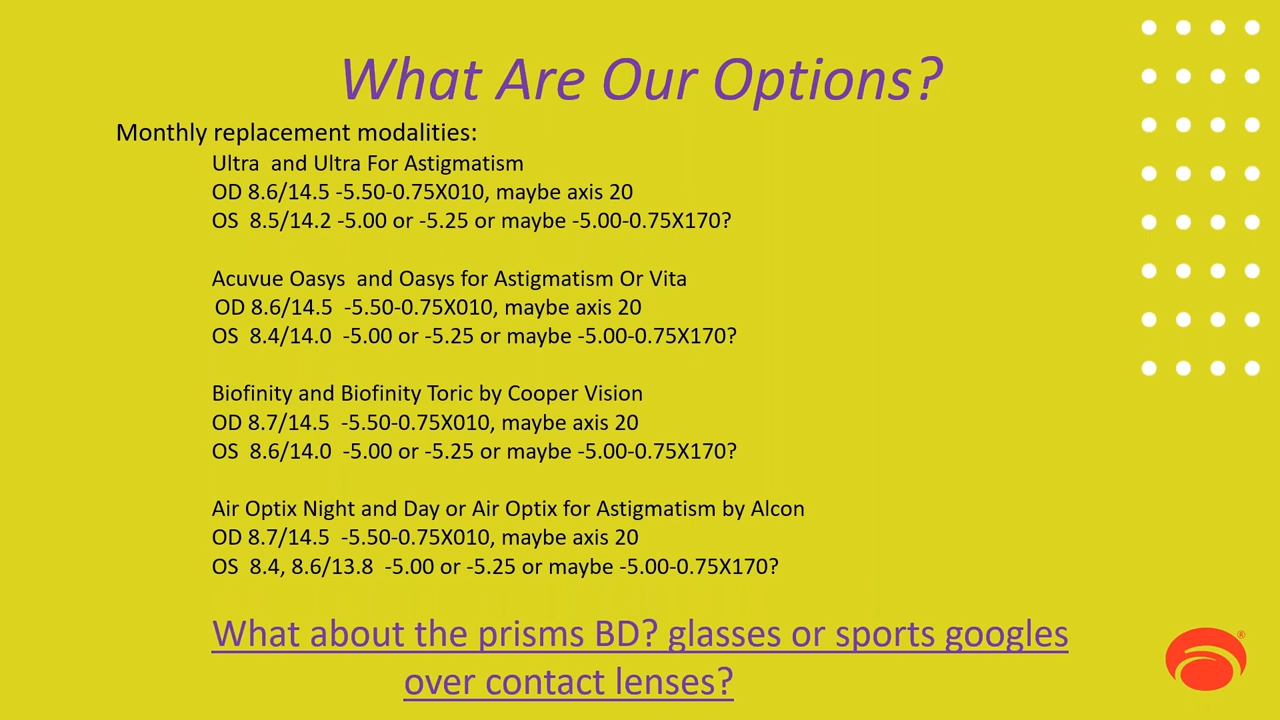 What Are Our Options?
Monthly replacement modalities:
Ultra  and Ultra For Astigmatism
OD 8.6/14.5 -5.50-0.75X010, maybe axis 20
OS  8.5/14.2 -5.00 or -5.25 or maybe -5.00-0.75X170?
Acuvue Oasys  and Oasys for Astigmatism Or Vita
OD 8.6/14.5  -5.50-0.75X010, maybe axis 20
OS  8.4/14.0  -5.00 or -5.25 or maybe -5.00-0.75X170?
Biofinity and Biofinity Toric by Cooper Vision
OD 8.7/14.5  -5.50-0.75X010, maybe axis 20
OS  8.6/14.0  -5.00 or -5.25 or maybe -5.00-0.75X170?
Air Optix Night and Day or Air Optix for Astigmatism by Alcon
OD 8.7/14.5  -5.50-0.75X010, maybe axis 20
OS  8.4, 8.6/13.8  -5.00 or -5.25 or maybe -5.00-0.75X170?
What about the prisms BD? glasses or sports googles
over contact lenses?
®